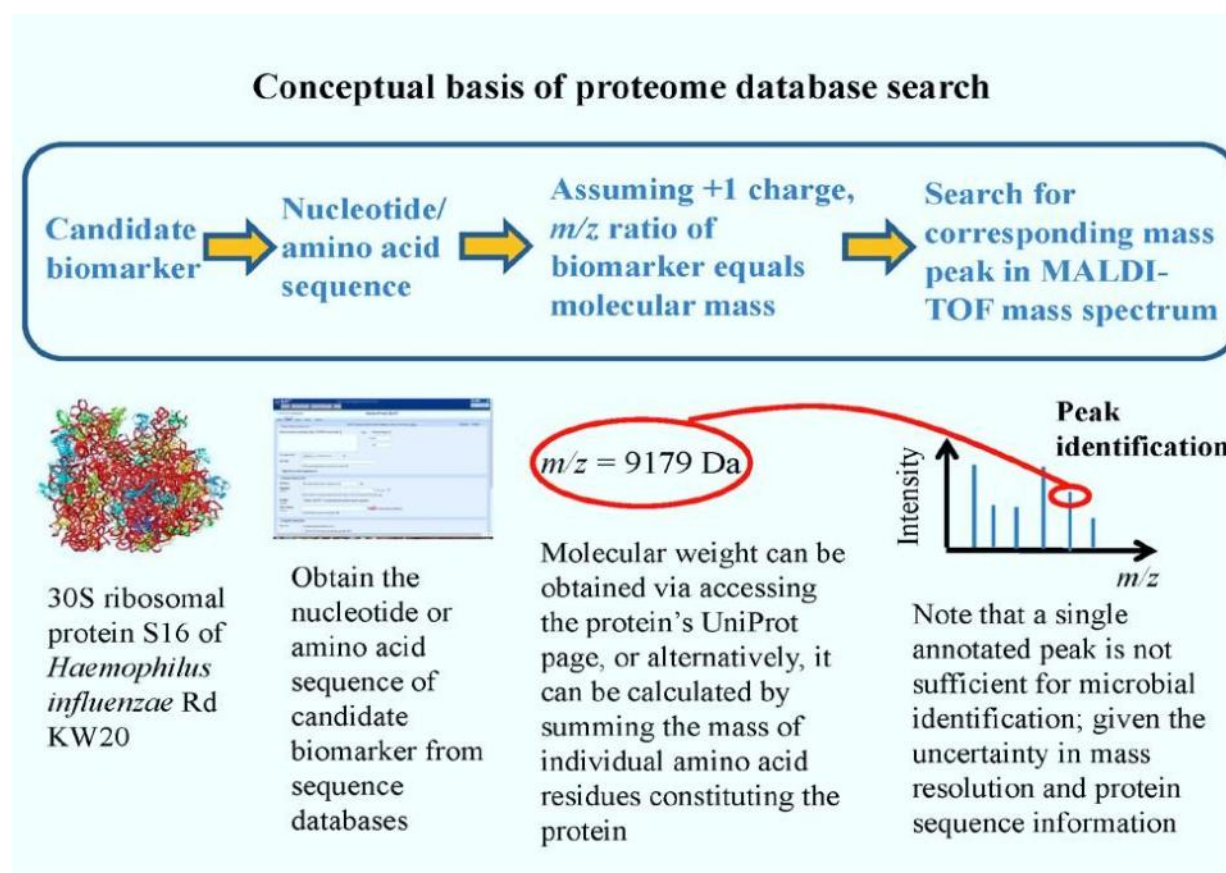 Conceptual basis of proteome database search
Candidate
biomarker
Nucleotide/
amino acid
sequence
Assuming +1 charge,
m/z ratio of
biomarker equals
molecular mass
Search for
corresponding mass
peak in MALDI-
TOF mass spectrum
30S ribosomal
protein S16 of
Haemophilus
influenzae Rd
KW20
Obtain the
nucleotide or
amino acid
sequence of
candidate
biomarker from
sequence
databases
m/z = 9179 Da
Molecular weight can be
obtained via accessing
the protein's UniProt
page, or alternatively, it
can be calculated by
summing the mass of
individual amino acid
residues constituting the
protein
Peak
identification
Intensity
m/z
Note that a single
annotated peak is not
sufficient for microbial
identification; given the
uncertainty in mass
resolution and protein
sequence information